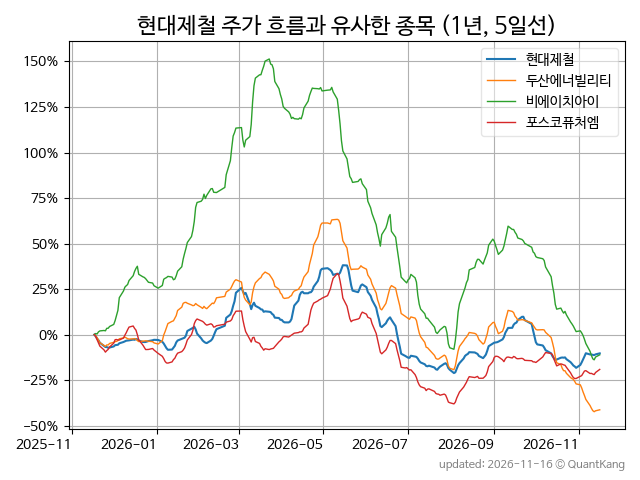 현대제철 주가 흐름과 유사한 종목 (1년, 5일선)
현대제철
두산에너빌리티
비에이치아이
포스코퓨처엠
150%
125%
100%
75%
50%
25%
0%
−25%
−50%
2025-11 2026-01 2026-03 2026-05 2026-07 2026-09 2026-11
updated: 2026-11-16 © QuantKang